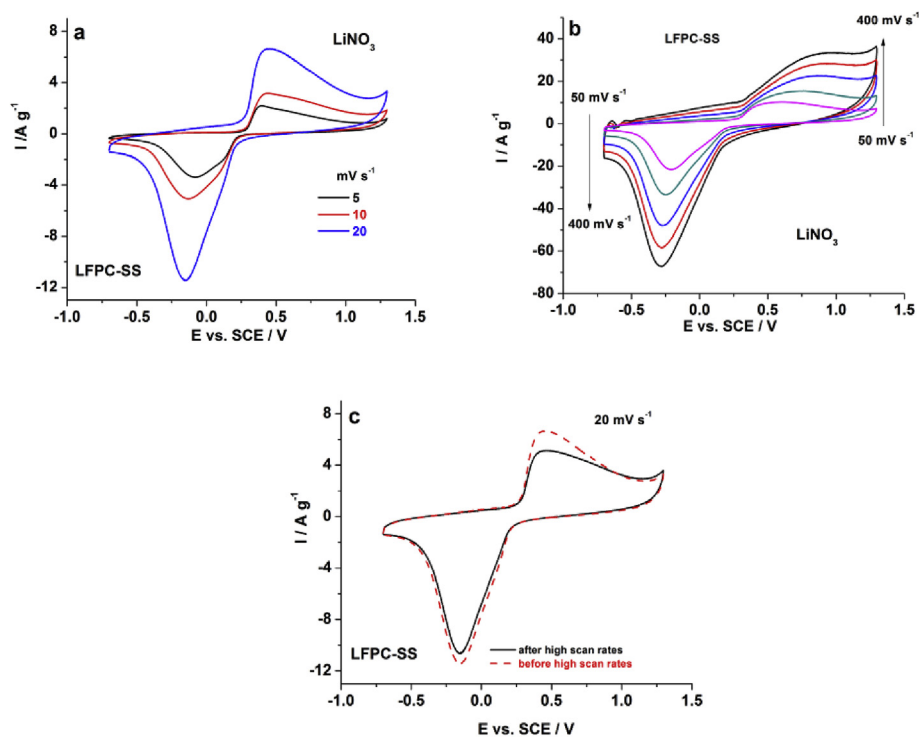 a
LiNO3
I /A g-1
8
4
0
-4
-8
-12
mV s-1
5
10
20
LFPC-SS
-1.0 -0.5 0.0 0.5 1.0 1.5
E vs. SCE / V
b
LFPC-SS
400 mV s-1
50 mV s-1
50 mV s-1
400 mV s-1
I / A g-1
40
20
0
-20
-40
-60
-80
LiNO3
-1.0 -0.5 0.0 0.5 1.0 1.5
E vs. SCE / V
c
20 mV s-1
I / A g-1
8
4
0
-4
-8
-12
LFPC-SS
after high scan rates
before high scan rates
-1.0 -0.5 0.0 0.5 1.0 1.5
E vs. SCE / V